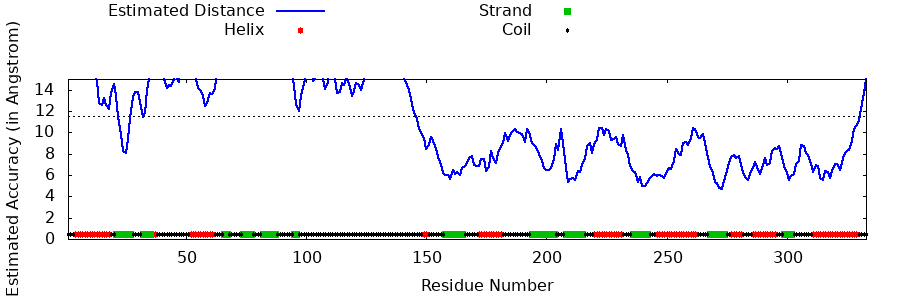 Estimated Distance
Strand
Helix
Coil
Estimated Accuracy (in Angstrom)
14
12
10
8
6
4
2
0
50 100 150 200 250 300
Residue Number